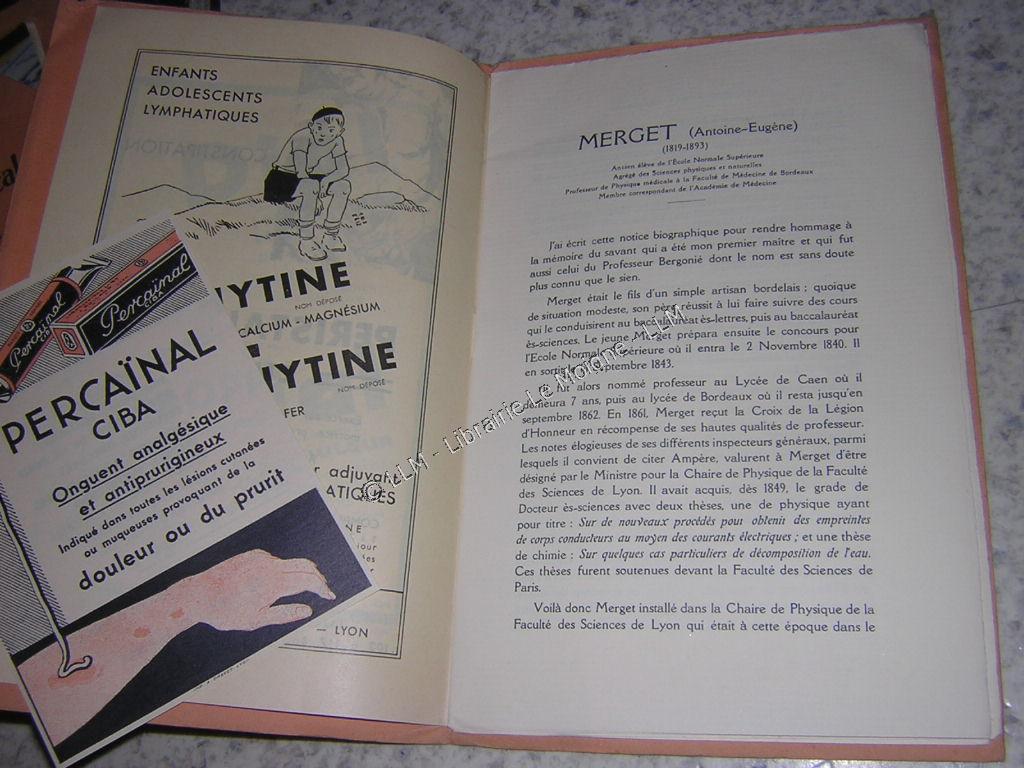 ENFANTS
ADOLESCENTS
LYMPHATIQUES
YTINE
NOM DÉPOSÉ
CALCIUM - MAGNÉSIUM
YTINE
NOM DÉPOSÉ
FER
adjuvant
NE
LYON
Percaïnal
CIBA
Percaïnal
CIBA
PERCAÏNAL
CIBA
Onguent analgésique
et antiprurigineux
Indiqué dans toutes les lésions cutanées
ou muqueuses provoquant de la
douleur ou du prurit
MERGET (Antoine-Eugène)
(1819-1893)
Ancien élève de l'École Normale Supérieure
Agrégé des Sciences physiques et naturelles
Professeur de Physique médicale à la Faculté de Médecine de Bordeaux
Membre correspondant de l'Académie de Médecine
J'ai écrit cette notice biographique pour rendre hommage à
la mémoire du savant qui a été mon premier maître et qui fut
aussi celui du Professeur Bergonié dont le nom est sans doute
plus connu que le sien.
Merget était le fils d'un simple artisan bordelais ; quoique
de situation modeste, son père réussit à lui faire suivre des cours
qui le conduisirent au baccalauréat ès-lettres, puis au baccalauréat
ès-sciences. Le jeune Merget prépara ensuite le concours pour
l'Ecole Normale Supérieure où il entra le 2 Novembre 1840. Il
en sortit septembre 1843.
Il fut alors nommé professeur au Lycée de Caen où il
demeura 7 ans, puis au lycée de Bordeaux où il resta jusqu'en
septembre 1862. En 1861, Merget reçut la Croix de la Légion
d'Honneur en récompense de ses hautes qualités de professeur.
Les notes élogieuses de ses différents inspecteurs généraux, parmi
lesquels il convient de citer Ampère, valurent à Merget d'être
désigné par le Ministre pour la Chaire de Physique de la Faculté
des Sciences de Lyon. Il avait acquis, dès 1849, le grade de
Docteur ès-sciences avec deux thèses, une de physique ayant
pour titre : Sur de nouveaux procédés pour obtenir des empreintes
de corps conducteurs au moyen des courants électriques ; et une thèse
de chimie : Sur quelques cas particuliers de décomposition de l'eau.
Ces thèses furent soutenues devant la Faculté des Sciences de
Paris.
Voilà donc Merget installé dans la Chaire de Physique de la
Faculté des Sciences de Lyon qui était à cette époque dans le
© LLM - Librairie Le Moigne - LLM